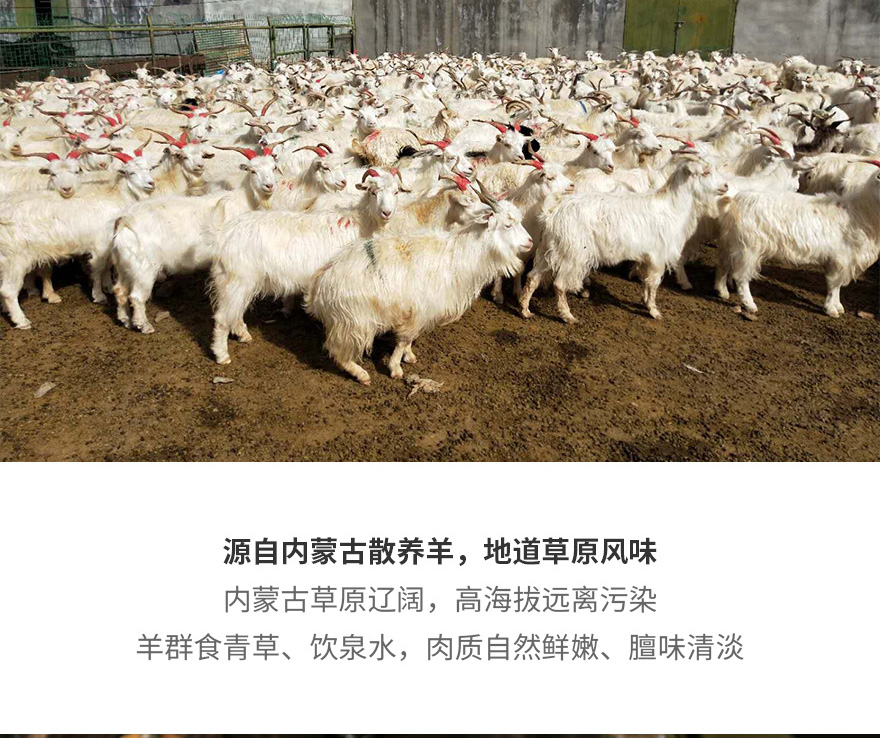 源自内蒙古散养羊，地道草原风味
内蒙古草原辽阔，高海拔远离污染
羊群食青草、饮泉水，肉质自然鲜嫩、膻味清淡